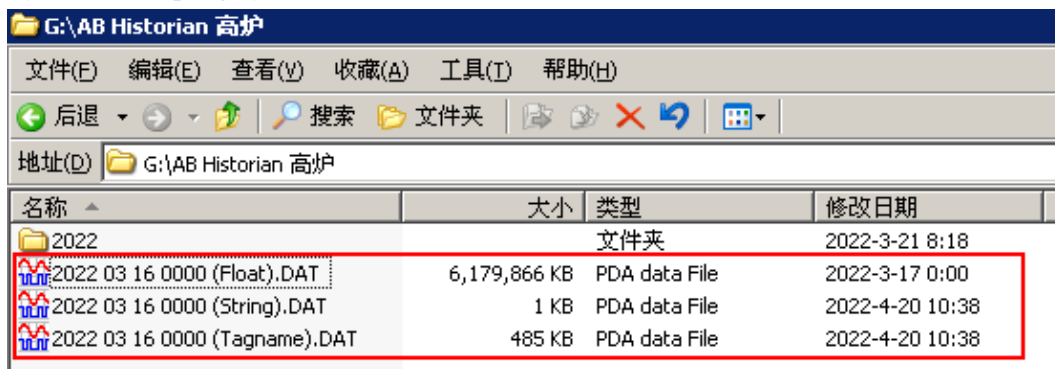 G:\AB Historian 高炉
文件(F) 编辑(E) 查看(V) 收藏(A) 工具(T) 帮助(H)
后退 搜索 文件夹
地址(D) G:\AB Historian 高炉
名称 大小 类型 修改日期
2022 文件夹 2022-3-21 8:18
2022 03 16 0000 (Float).DAT 6,179,866 KB PDA data File 2022-3-17 0:00
2022 03 16 0000 (String).DAT 1 KB PDA data File 2022-4-20 10:38
2022 03 16 0000 (Tagname).DAT 485 KB PDA data File 2022-4-20 10:38